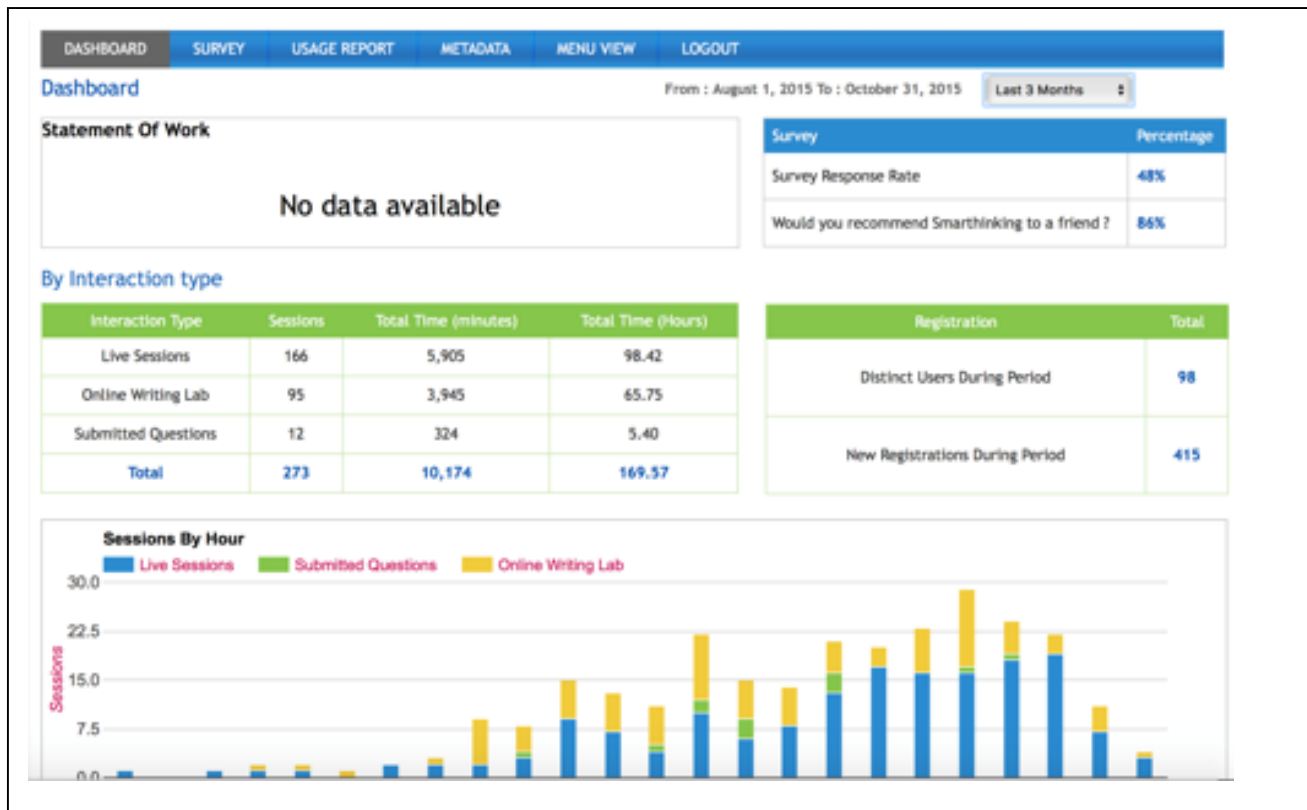 DASHBOARD SURVEY USAGE REPORT METADATA MENU VIEW LOGOUT
Dashboard
From : August 1, 2015 To : October 31, 2015 Last 3 Months
Statement Of Work
No data available
Survey Percentage
Survey Response Rate 48%
Would you recommend Smarthinking to a friend ? 86%
By Interaction type
Interaction Type Sessions Total Time (minutes) Total Time (Hours)
Live Sessions 166 5,905 98.42
Online Writing Lab 95 3,945 65.75
Submitted Questions 12 324 5.40
Total 273 10,174 169.57
Registration Total
Distinct Users During Period 98
New Registrations During Period 415
Sessions By Hour
Live Sessions Submitted Questions Online Writing Lab
Sessions
30.0
22.5
15.0
7.5
0.0